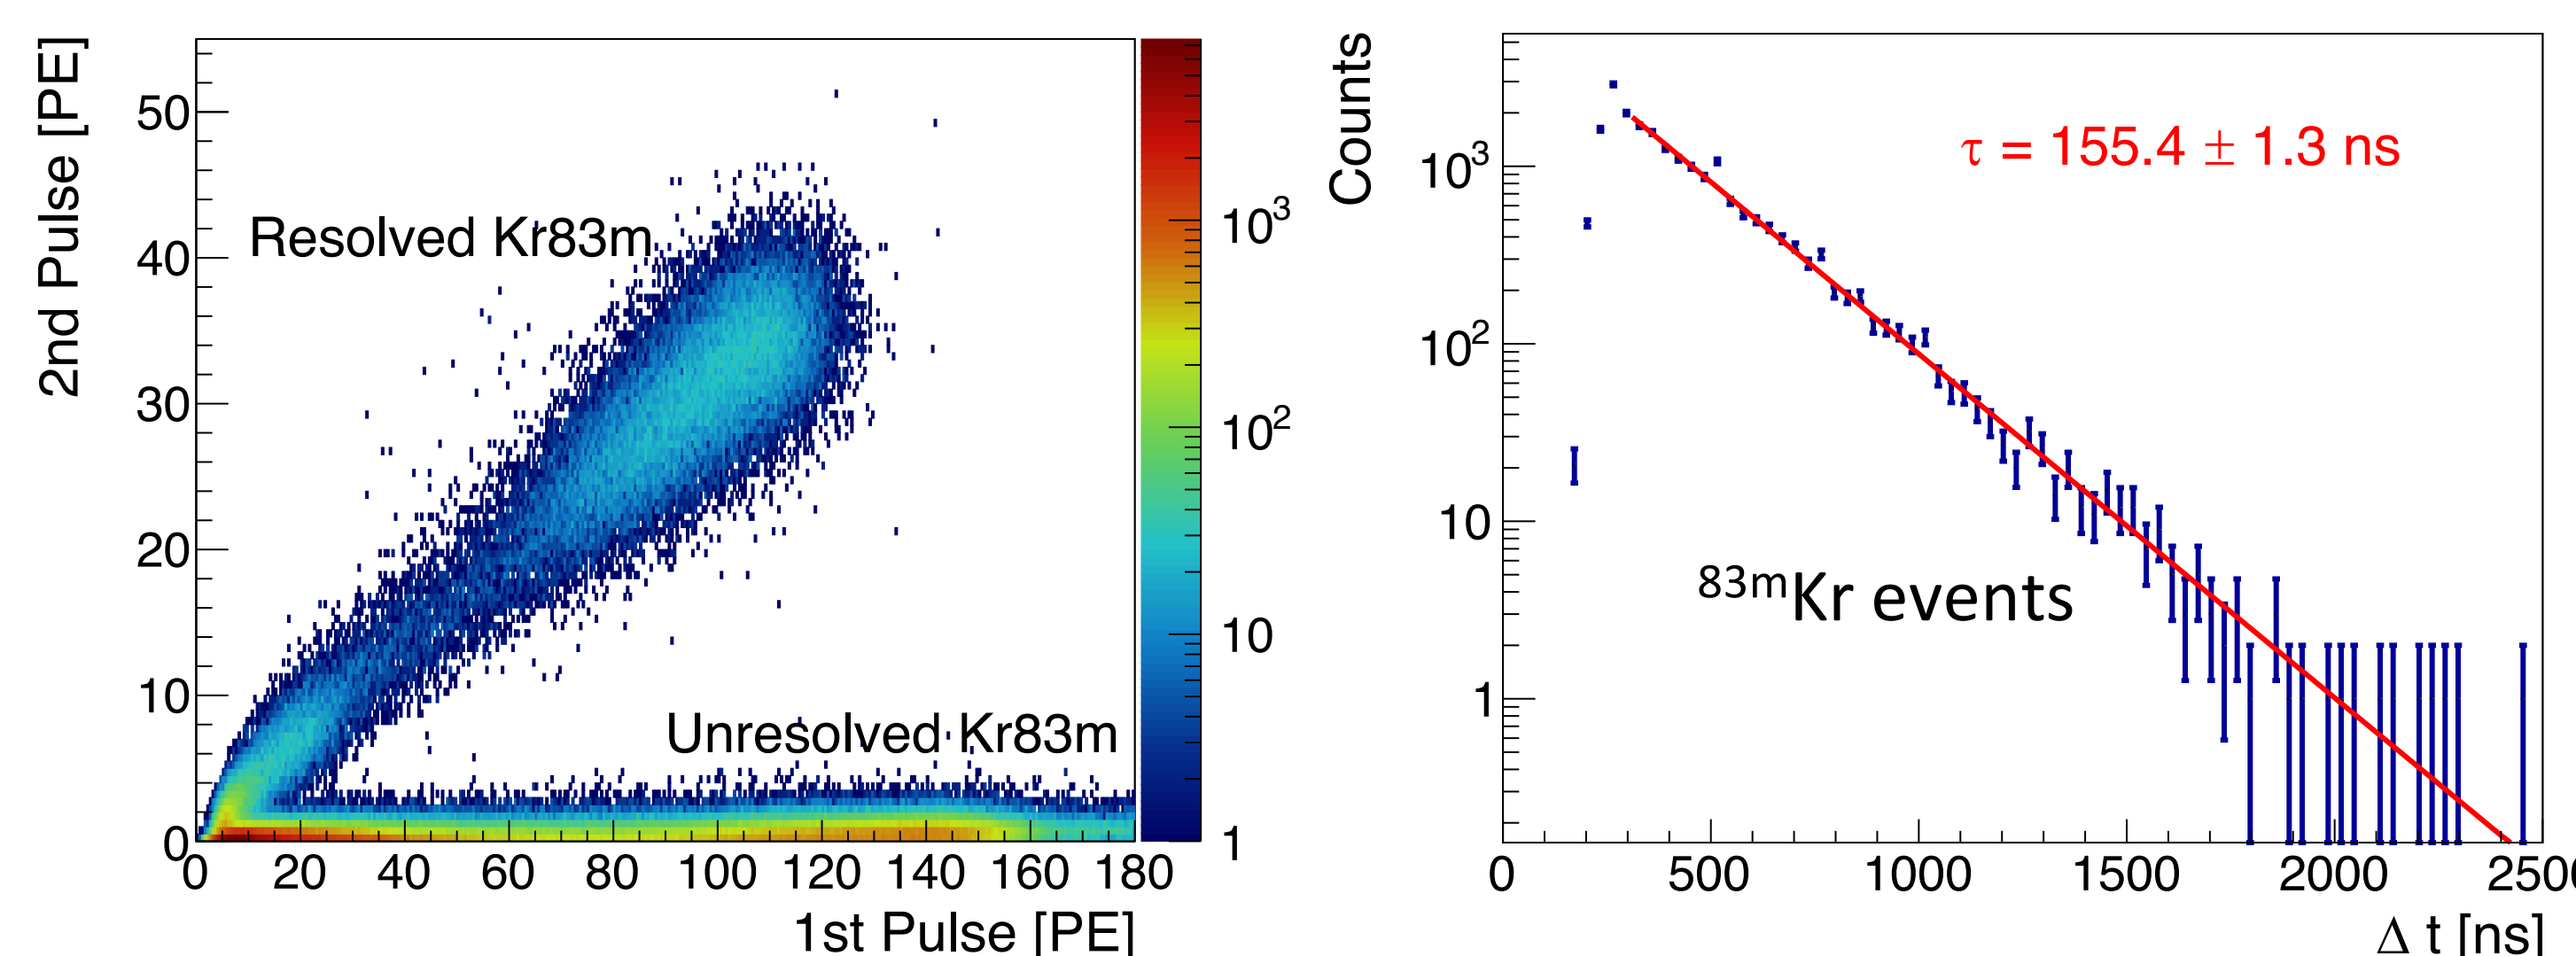 2nd Pulse [PE]
50
40
30
20
10
0
Resolved Kr83m
Unresolved Kr83m
0 20 40 60 80 100 120 140 160 180
1st Pulse [PE]
10³
10²
10
1
Counts
10³
10²
10
1
τ = 155.4 ± 1.3 ns
⁸³ᵐKr events
0 500 1000 1500 2000 250
Δ t [ns]